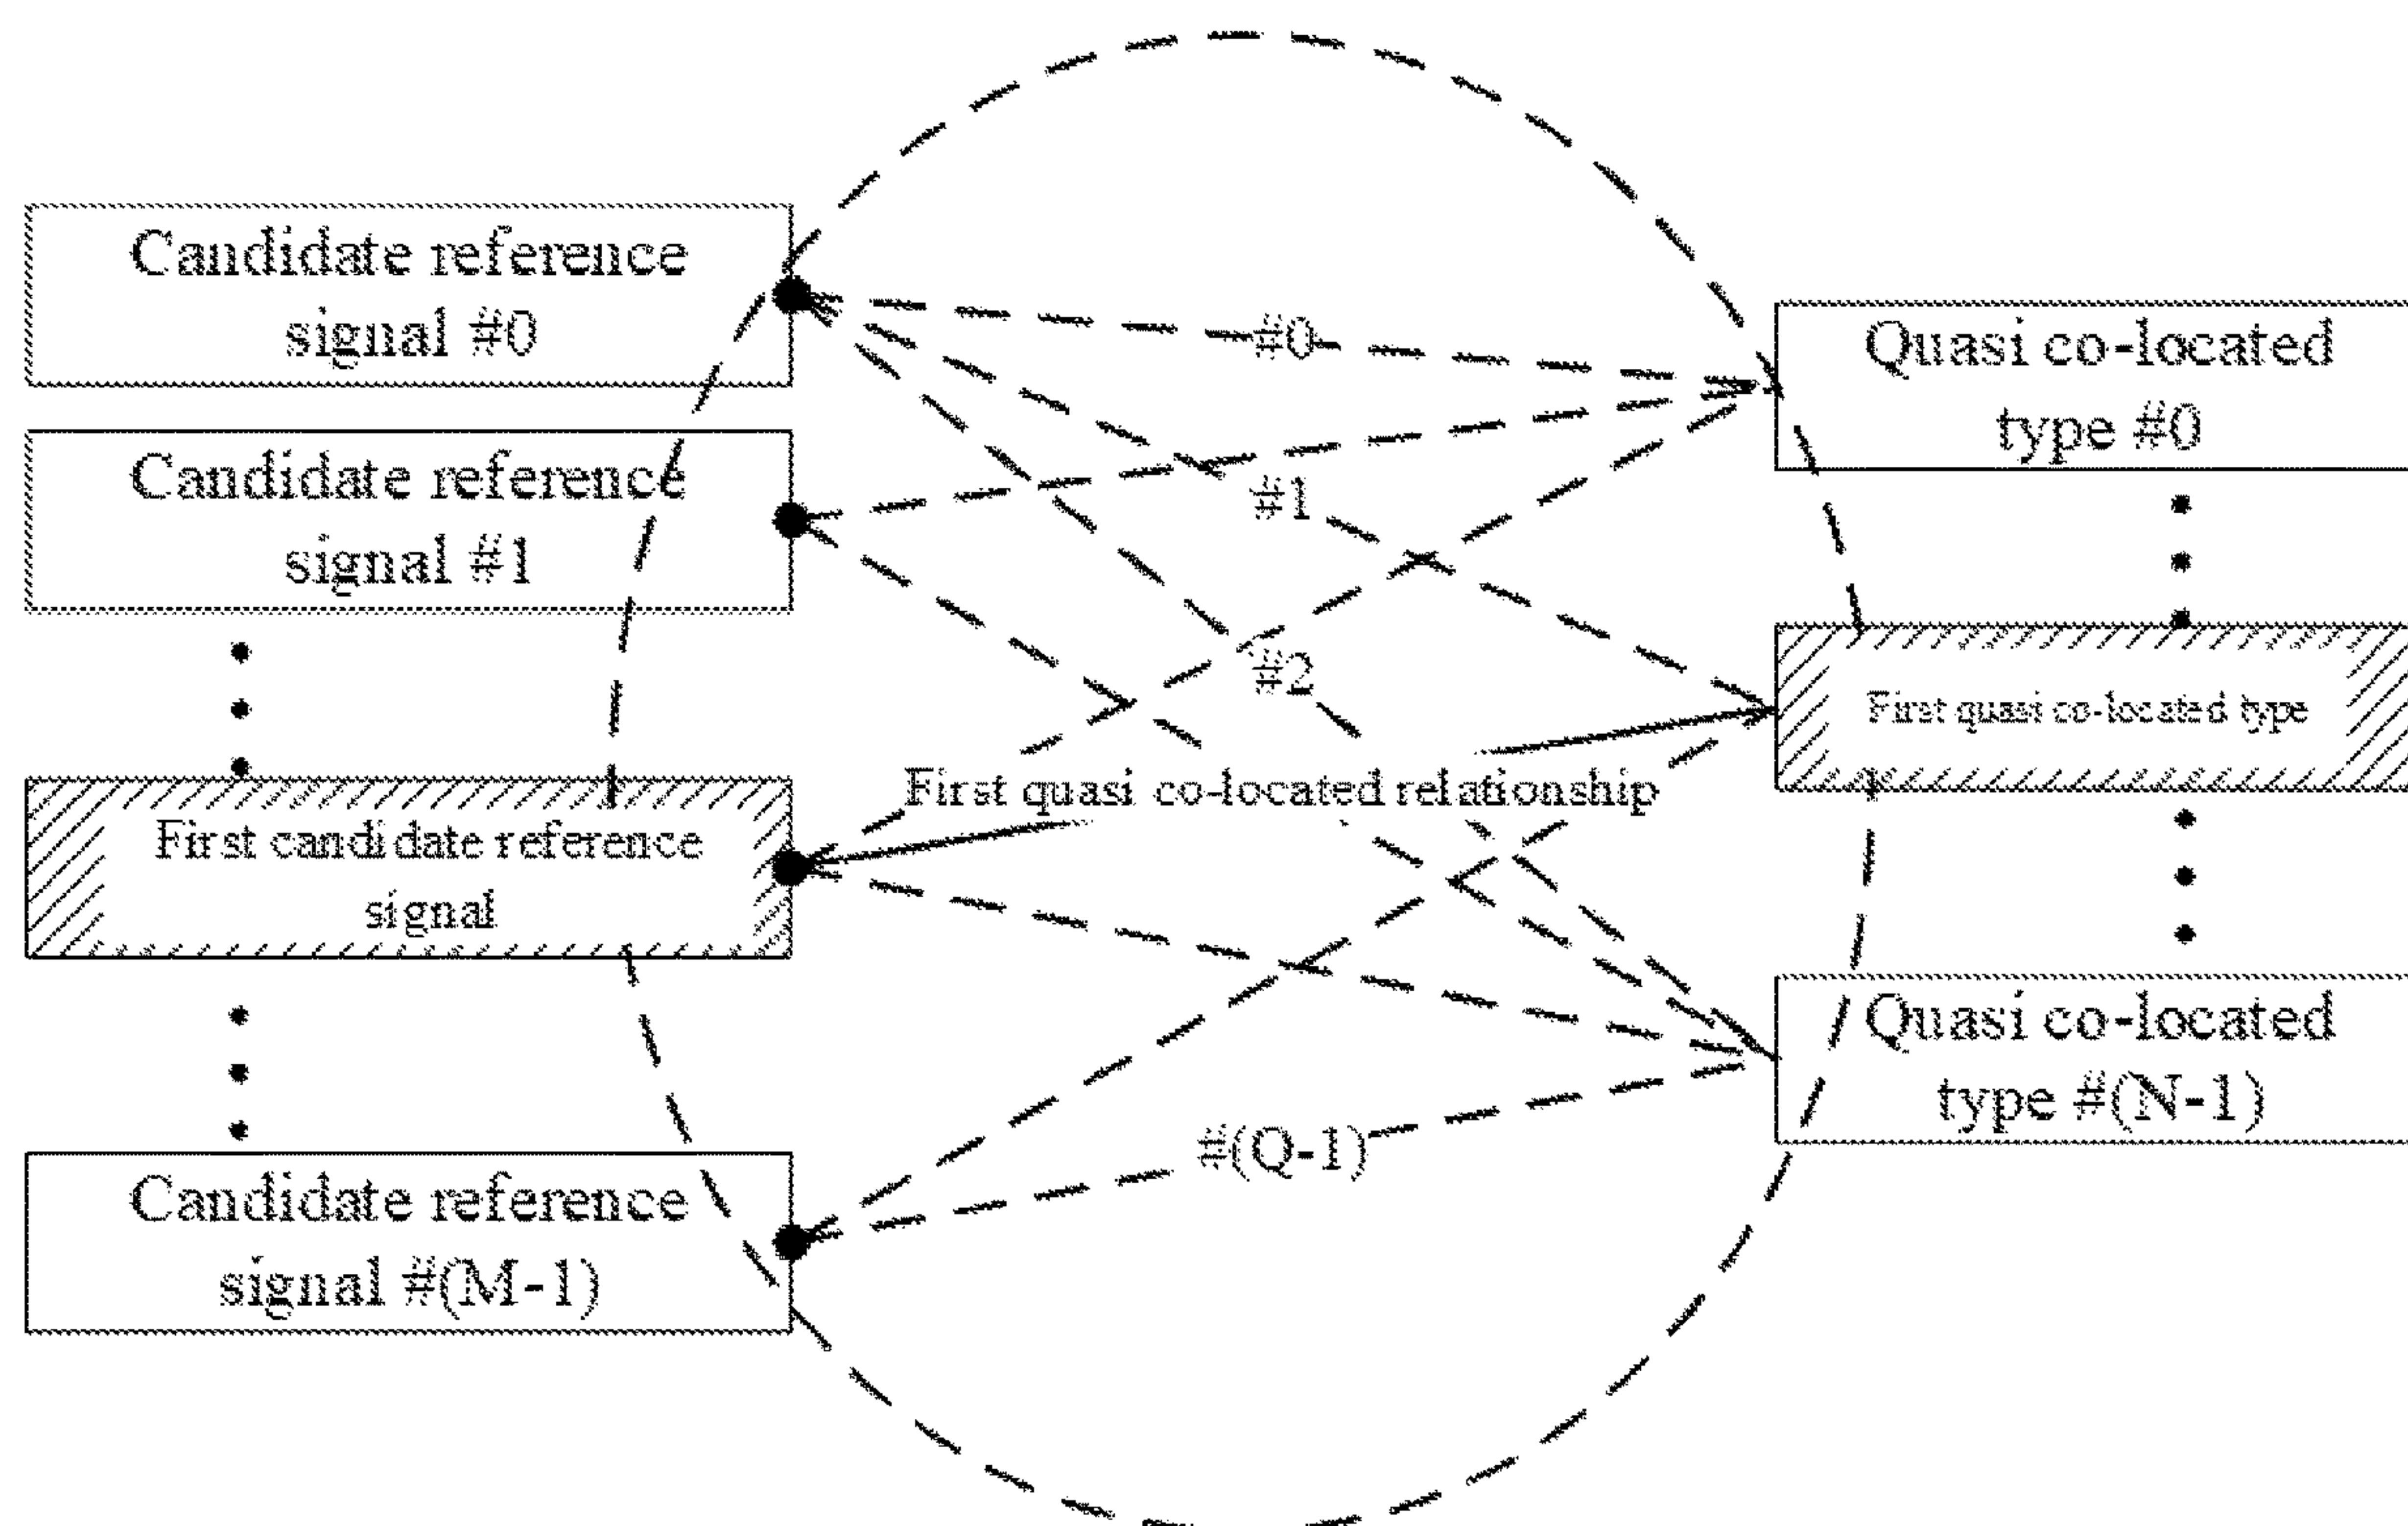 Candidate reference
signal #0
Candidate reference
signal #1
First candidate reference
signal
Candidate reference
signal #(M-1)
#0
#1
#2
First quasi co-located relationship
#(Q-1)
Quasi co-located
type #0
First quasi co-located type
Quasi co-located
type #(N-1)